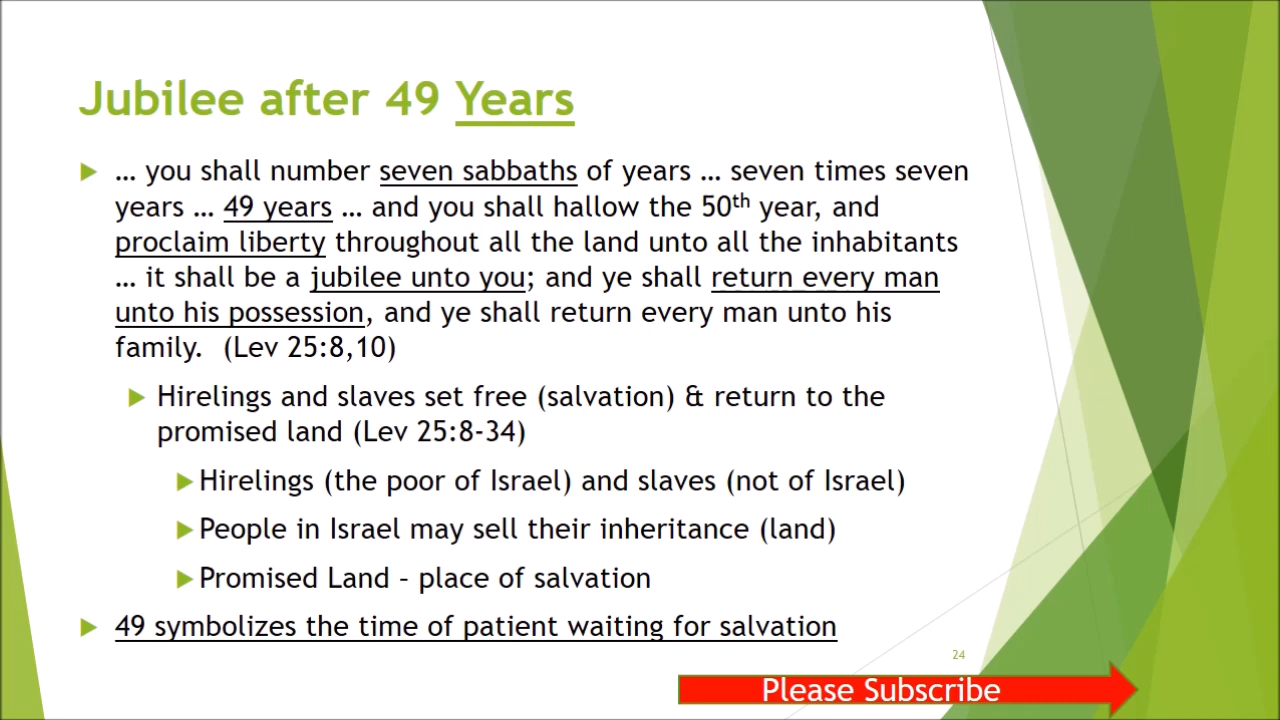 Jubilee after 49 Years
… you shall number seven sabbaths of years … seven times seven
years … 49 years … and you shall hallow the 50th year, and
proclaim liberty throughout all the land unto all the inhabitants
… it shall be a jubilee unto you; and ye shall return every man
unto his possession, and ye shall return every man unto his
family. (Lev 25:8,10)
Hirelings and slaves set free (salvation) & return to the
promised land (Lev 25:8-34)
Hirelings (the poor of Israel) and slaves (not of Israel)
People in Israel may sell their inheritance (land)
Promised Land – place of salvation
49 symbolizes the time of patient waiting for salvation
24
Please Subscribe